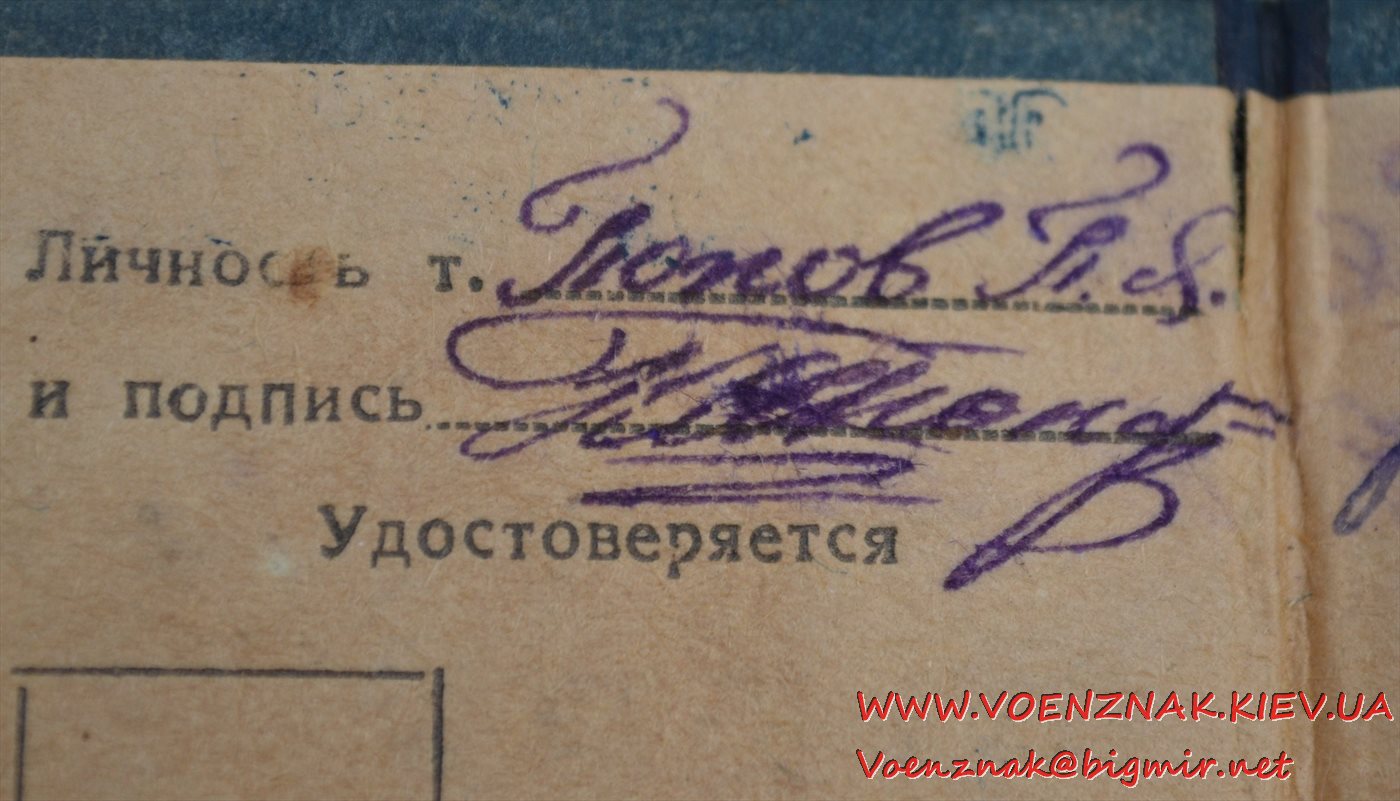 Личность т. Попов П. Я.
и подпись
Удостоверяется
WWW.VOENZNAK.KIEV.UA
Voenznak@bigmir.net